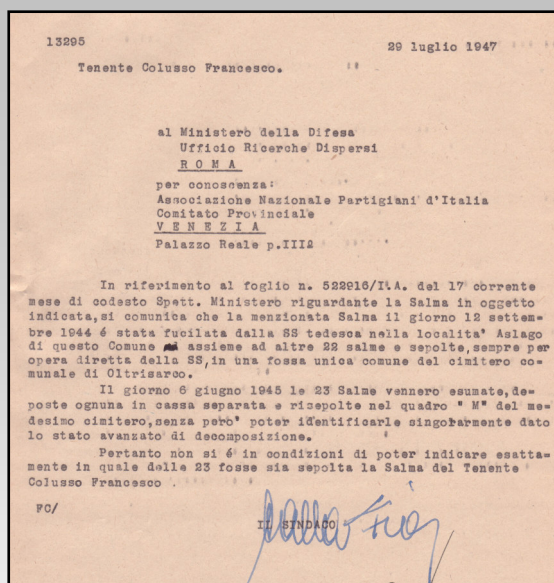 13295
29 luglio 1947
Tenente Colusso Francesco.
al Ministero della Difesa
Ufficio Ricerche Dispersi
R O M A
per conoscenza:
Associazione Nazionale Partigiani d'Italia
Comitato Provinciale
V E N E Z I A
Palazzo Reale p.III2
In riferimento al foglio n. 522916/I.A. del 17 corrente
mese di codesto Spett. Ministero riguardante la Salma in oggetto
indicata,si comunica che la menzionata Salma il giorno 12 settem-
bre 1944 é stata fucilata dalla SS tedesca nella localita' Aslago
di questo Comune assieme ad altre 22 salme e sepolte,sempre per
opera diretta della SS,in una fossa unica comune del cimitero co-
munale di Oltrisarco.
Il giorno 6 giugno 1945 le 23 Salme vennero esumate,de-
poste ognuna in cassa separata e risepolte nel quadro " M" del me-
desimo cimitero,senza pero' poter identificarle singolarmente dato
lo stato avanzato di decomposizione.
Pertanto non si é in condizioni di poter indicare esatta-
mente in quale delle 23 fosse sia sepolta la Salma del Tenente
Colusso Francesco .
FC/
IL SINDACO